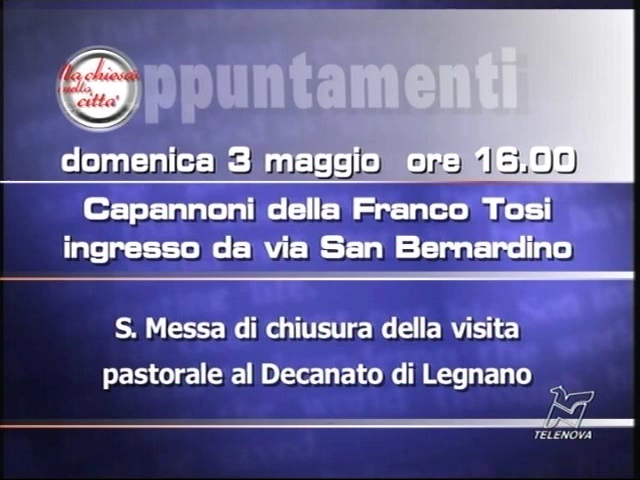 la chiesa
nella
città
appuntamenti
domenica 3 maggio ore 16.00
Capannoni della Franco Tosi
ingresso da via San Bernardino
S. Messa di chiusura della visita
pastorale al Decanato di Legnano
TELENOVA